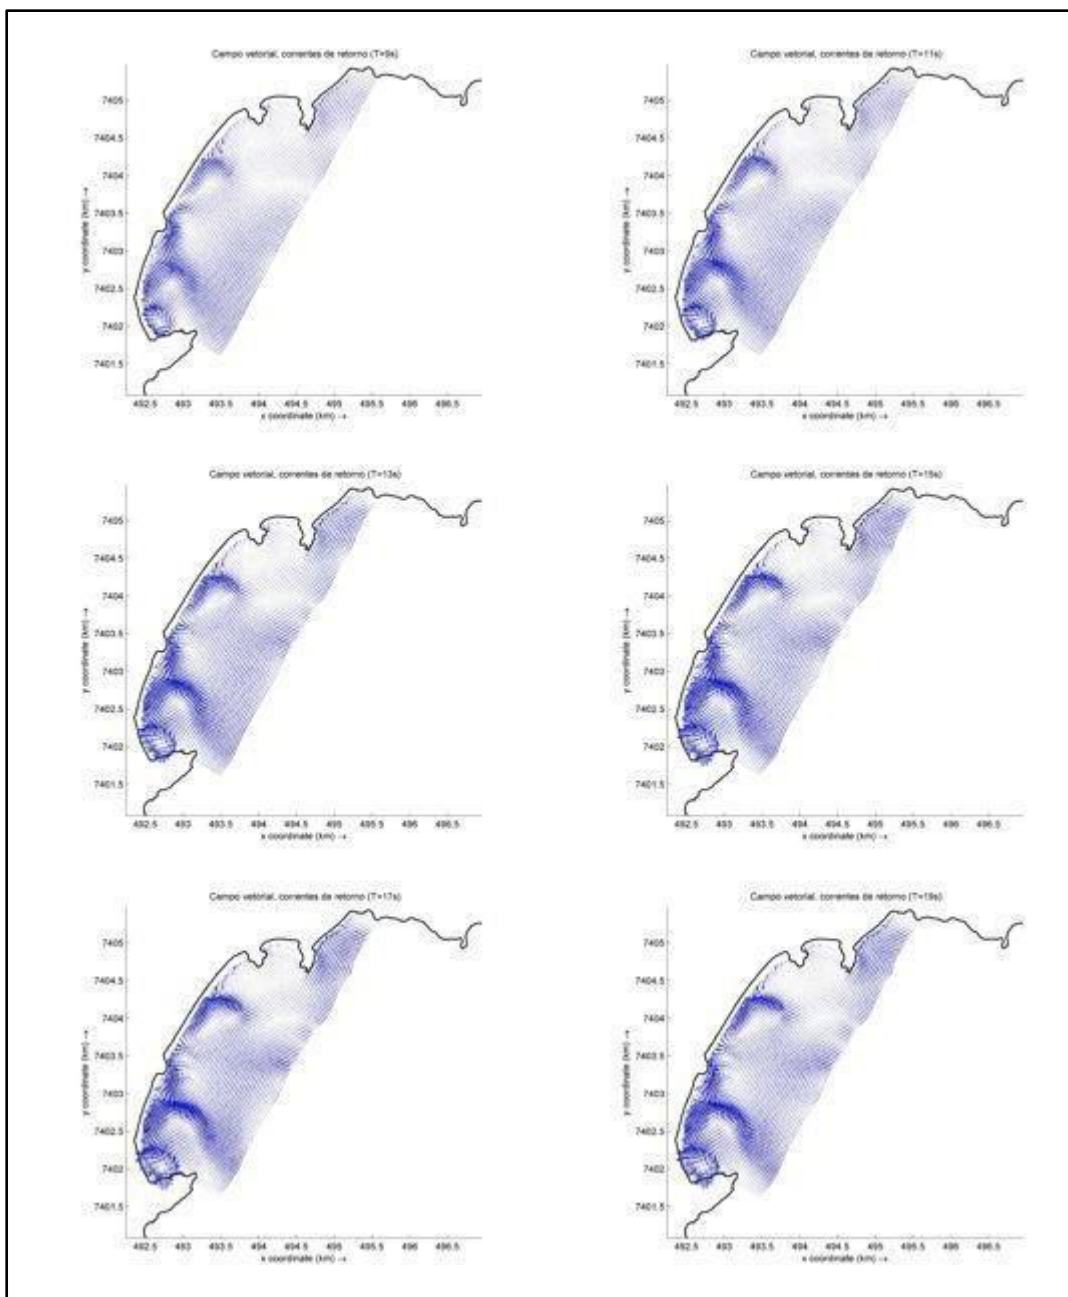 Campo vetorial, correntes de retorno (T=9s)
7405
7404.5
7404
7403.5
7403
7402.5
7402
7401.5
y coordinate (km) →
492.5 493 493.5 494 494.5 495 495.5 496 496.5
x coordinate (km) →
Campo vetorial, correntes de retorno (T=11s)
7405
7404.5
7404
7403.5
7403
7402.5
7402
7401.5
y coordinate (km) →
492.5 493 493.5 494 494.5 495 495.5 496 496.5
x coordinate (km) →
Campo vetorial, correntes de retorno (T=13s)
7405
7404.5
7404
7403.5
7403
7402.5
7402
7401.5
y coordinate (km) →
492.5 493 493.5 494 494.5 495 495.5 496 496.5
x coordinate (km) →
Campo vetorial, correntes de retorno (T=15s)
7405
7404.5
7404
7403.5
7403
7402.5
7402
7401.5
y coordinate (km) →
492.5 493 493.5 494 494.5 495 495.5 496 496.5
x coordinate (km) →
Campo vetorial, correntes de retorno (T=17s)
7405
7404.5
7404
7403.5
7403
7402.5
7402
7401.5
y coordinate (km) →
492.5 493 493.5 494 494.5 495 495.5 496 496.5
x coordinate (km) →
Campo vetorial, correntes de retorno (T=19s)
7405
7404.5
7404
7403.5
7403
7402.5
7402
7401.5
y coordinate (km) →
492.5 493 493.5 494 494.5 495 495.5 496 496.5
x coordinate (km) →